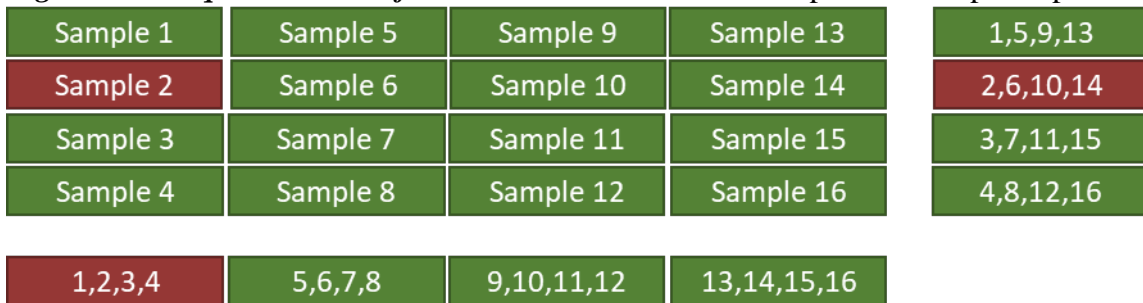 Sample 1 Sample 5 Sample 9 Sample 13 1,5,9,13
Sample 2 Sample 6 Sample 10 Sample 14 2,6,10,14
Sample 3 Sample 7 Sample 11 Sample 15 3,7,11,15
Sample 4 Sample 8 Sample 12 Sample 16 4,8,12,16
1,2,3,4 5,6,7,8 9,10,11,12 13,14,15,16